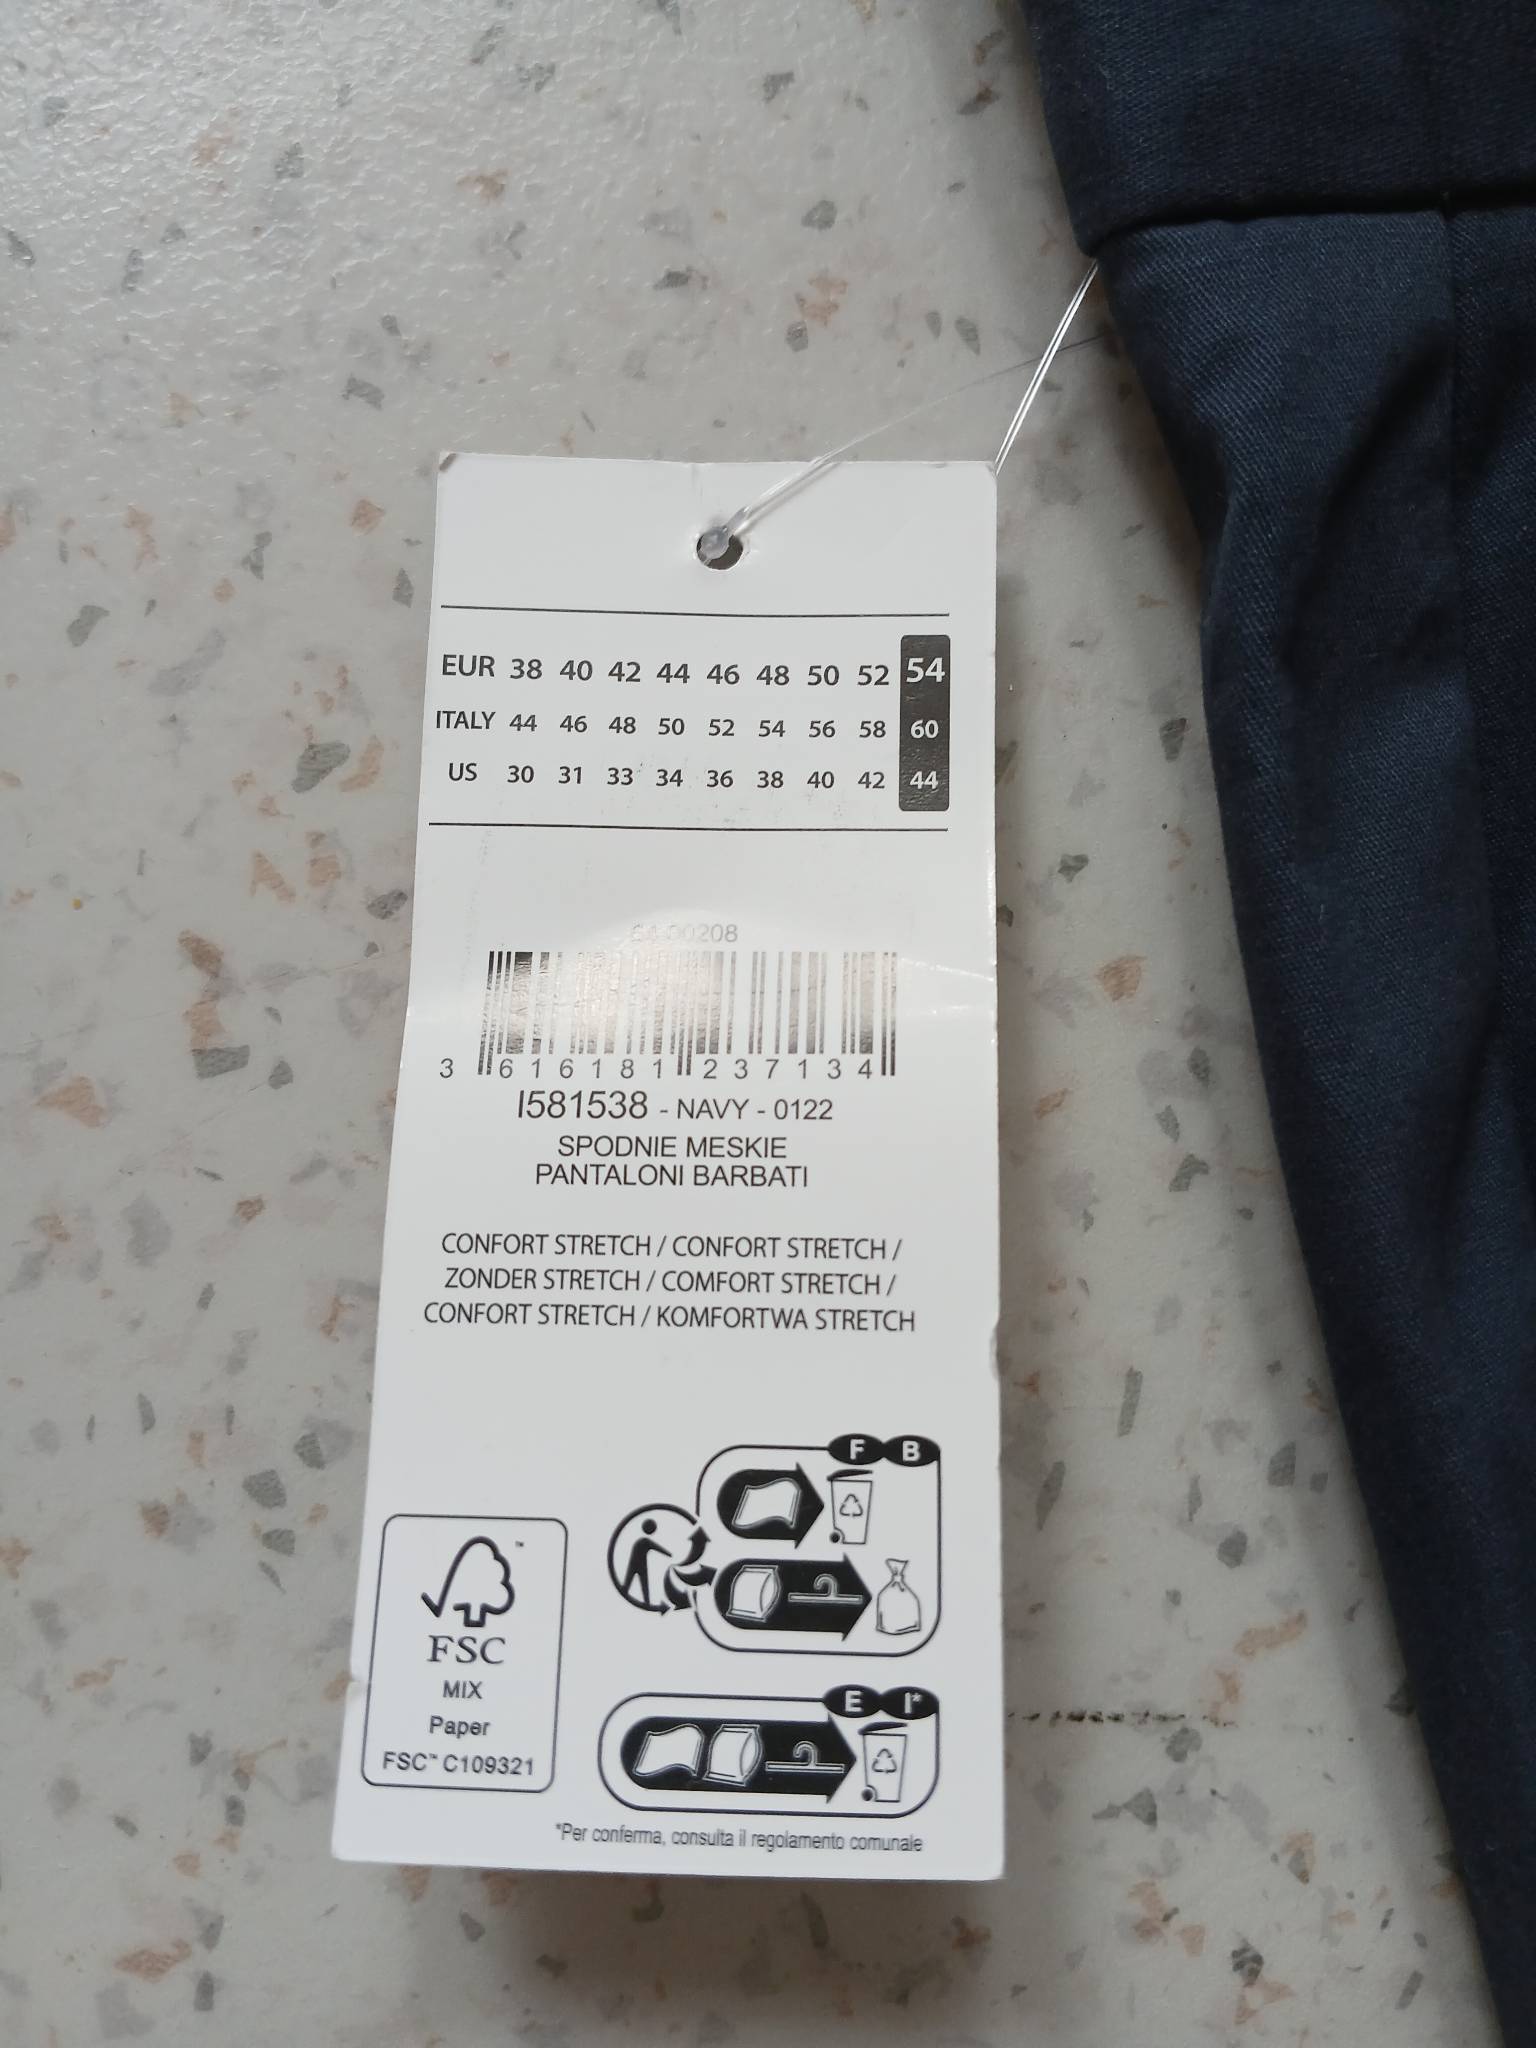 EUR 38 40 42 44 46 48 50 52 54
ITALY 44 46 48 50 52 54 56 58 60
US 30 31 33 34 36 38 40 42 44
64-00208
3 616181 237134
I581538 - NAVY - 0122
SPODNIE MESKIE
PANTALONI BARBATI
CONFORT STRETCH / CONFORT STRETCH /
ZONDER STRETCH / COMFORT STRETCH /
CONFORT STRETCH / KOMFORTWA STRETCH
F B
FSC
MIX
Paper
FSC™ C109321
E I*
*Per conferma, consulta il regolamento comunale